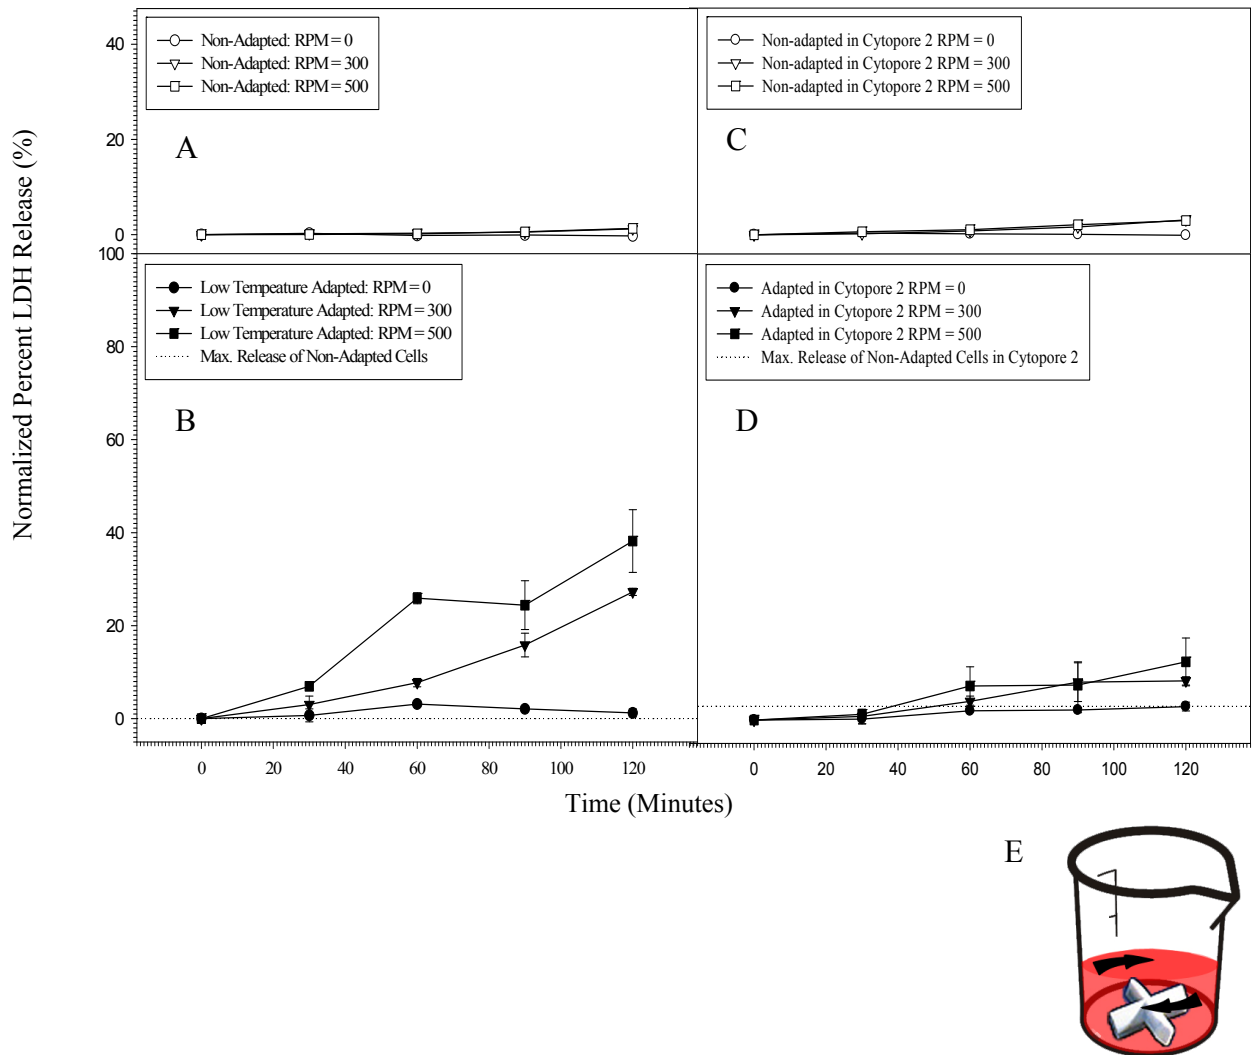 Normalized Percent LDH Release (%)
Non-Adapted: RPM = 0
Non-Adapted: RPM = 300
Non-Adapted: RPM = 500
A
40
20
0
Non-adapted in Cytopore 2 RPM = 0
Non-adapted in Cytopore 2 RPM = 300
Non-adapted in Cytopore 2 RPM = 500
C
Low Tempeature Adapted: RPM = 0
Low Temperature Adapted: RPM = 300
Low Temperature Adapted: RPM = 500
Max. Release of Non-Adapted Cells
B
100
80
60
40
20
0
Adapted in Cytopore 2 RPM = 0
Adapted in Cytopore 2 RPM = 300
Adapted in Cytopore 2 RPM = 500
Max. Release of Non-Adapted Cells in Cytopore 2
D
0 20 40 60 80 100 120
0 20 40 60 80 100 120
Time (Minutes)
E